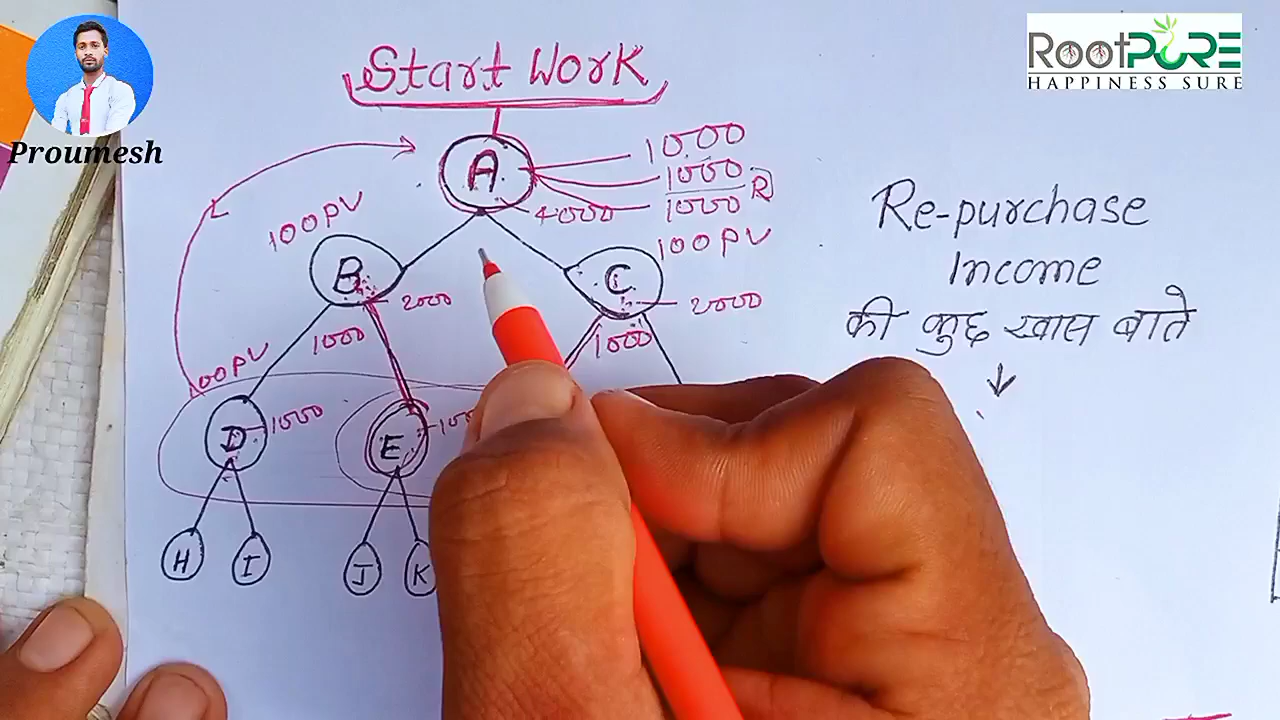 Proumesh
RootPURE
HAPPINESS SURE
Start Work
A
1000
1000
R
1000
4000
100PV
100PV
B
C
2000
2000
1000
1000
100PV
D
1000
E
H
I
J
K
Re-purchase
Income
की कुछ खास बाते